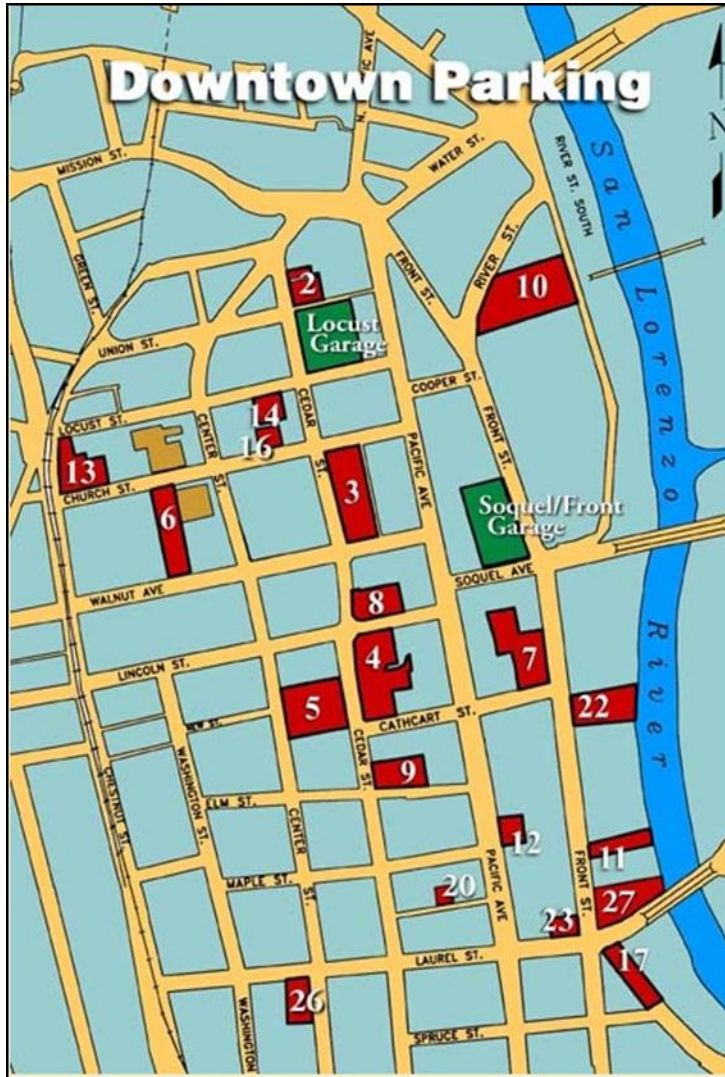 Downtown Parking
N
MISSION ST.
WATER ST.
RIVER ST. SOUTH
San Lorenzo River
GREEN ST.
RIVER ST.
FRONT ST.
2
10
UNION ST.
Locust
Garage
COOPER ST.
LOCUST ST.
CENTER ST.
14
CEDAR ST.
16
PACIFIC AVE
FRONT ST.
13
CHURCH ST.
3
6
Soquel/Front
Garage
SOQUEL AVE
WALNUT AVE
8
LINCOLN ST.
4
7
5
22
CATHCART ST.
CEDAR ST.
9
WASHINGTON ST.
CHESTNUT ST.
ELM ST.
CENTER ST.
12
11
PACIFIC AVE
FRONT ST.
MAPLE ST.
20
27
23
LAUREL ST.
17
26
WASHINGTON
SPRUCE ST.